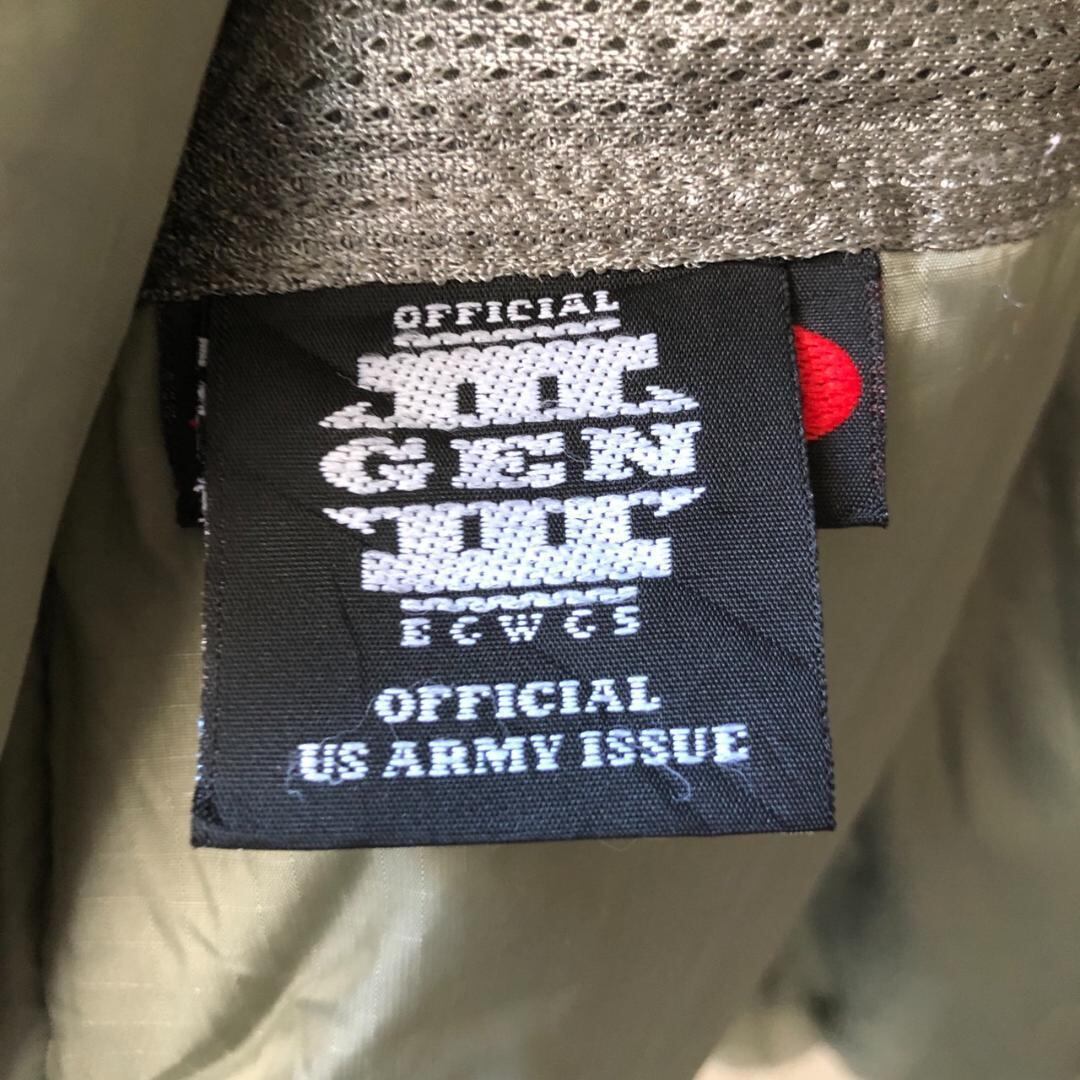 OFFICIAL
III
GEN
III
ECWCS
OFFICIAL
US ARMY ISSUE